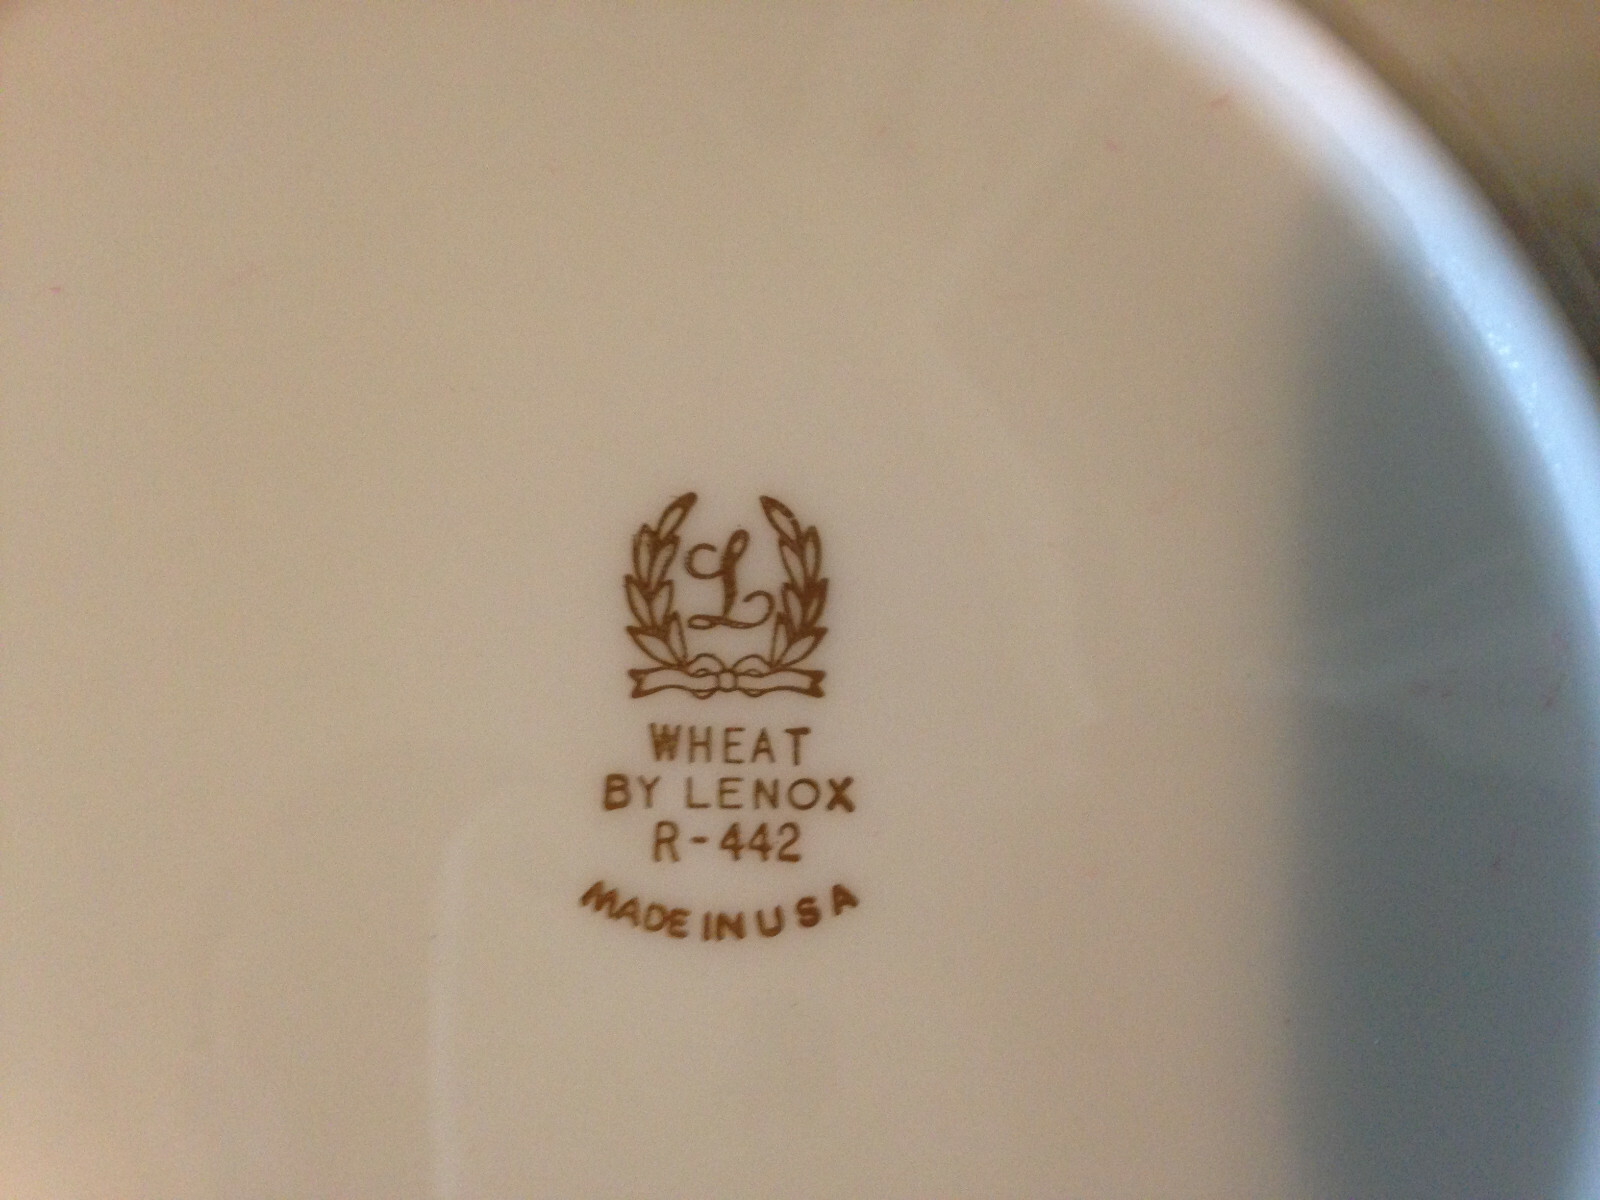 L
WHEAT
BY LENOX
R-442
MADE IN USA